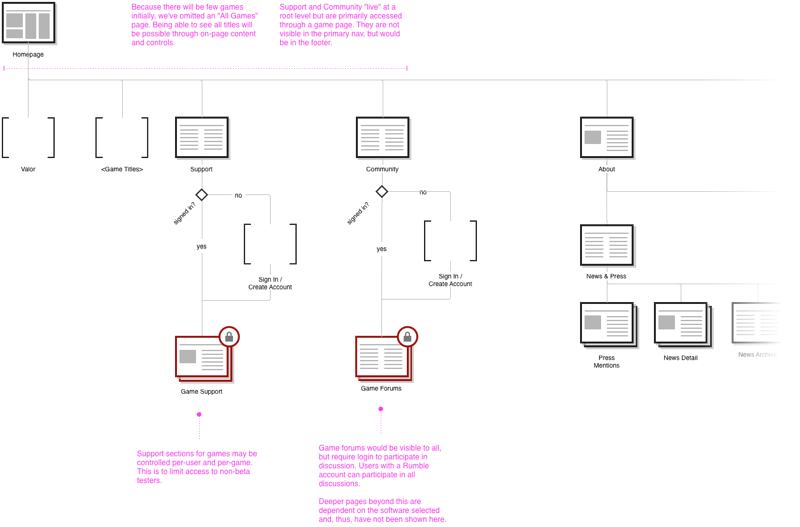 Because there will be few games
initially, we've omitted an "All Games"
page. Being able to see all titles will
be possible through on-page content
and controls.
Support and Community "live" at a
root level but are primarily accessed
through a game page. They are not
visible in the primary nav, but would
be in the footer.
Homepage
Valor
<Game Titles>
Support
Community
About
signed in?
no
yes
Sign In /
Create Account
signed in?
no
yes
Sign In /
Create Account
News & Press
Game Support
Game Forums
Press
Mentions
News Detail
News Archive
Support sections for games may be
controlled per-user and per-game.
This is to limit access to non-beta
testers.
Game forums would be visible to all,
but require login to participate in
discussion. Users with a Rumble
account can participate in all
discussions.
Deeper pages beyond this are
dependent on the software selected
and, thus, have not been shown here.